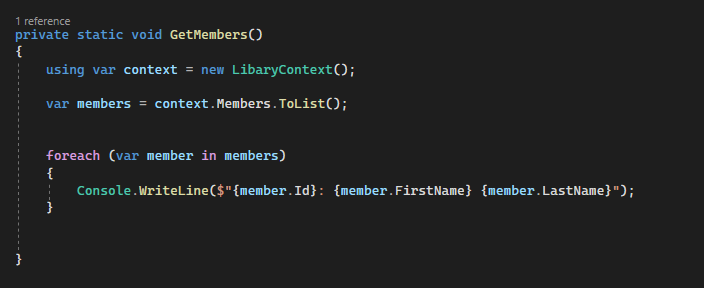 1 reference
private static void GetMembers()
{
using var context = new LibaryContext();
var members = context.Members.ToList();
foreach (var member in members)
{
Console.WriteLine($"{member.Id}: {member.FirstName} {member.LastName}");
}
}